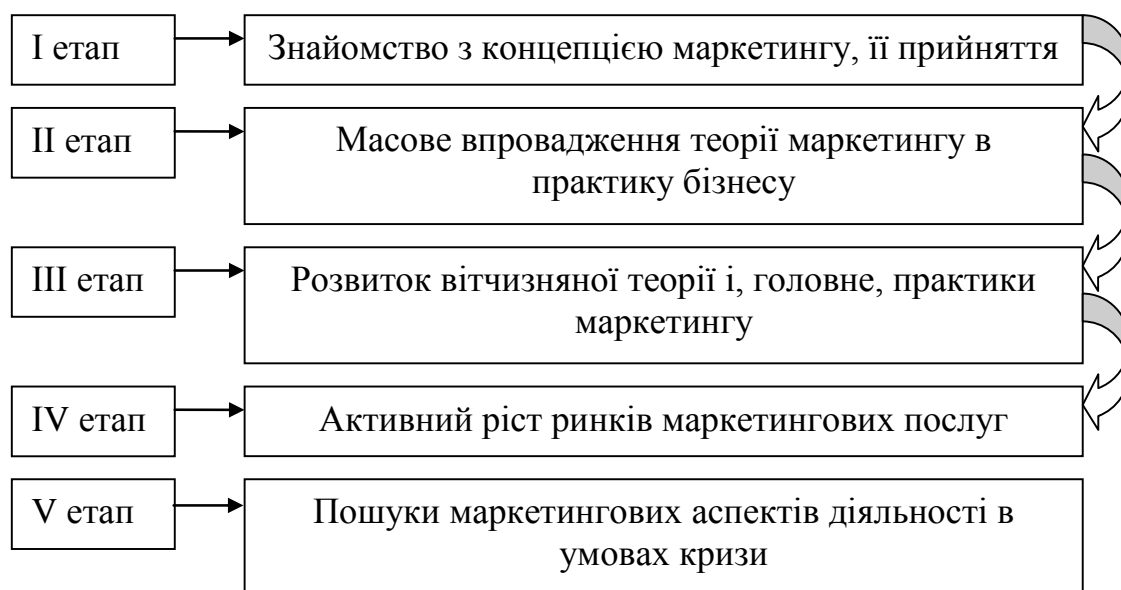 I етап
Знайомство з концепцією маркетингу, її прийняття
II етап
Масове впровадження теорії маркетингу в
практику бізнесу
III етап
Розвиток вітчизняної теорії і, головне, практики
маркетингу
IV етап
Активний ріст ринків маркетингових послуг
V етап
Пошуки маркетингових аспектів діяльності в
умовах кризи